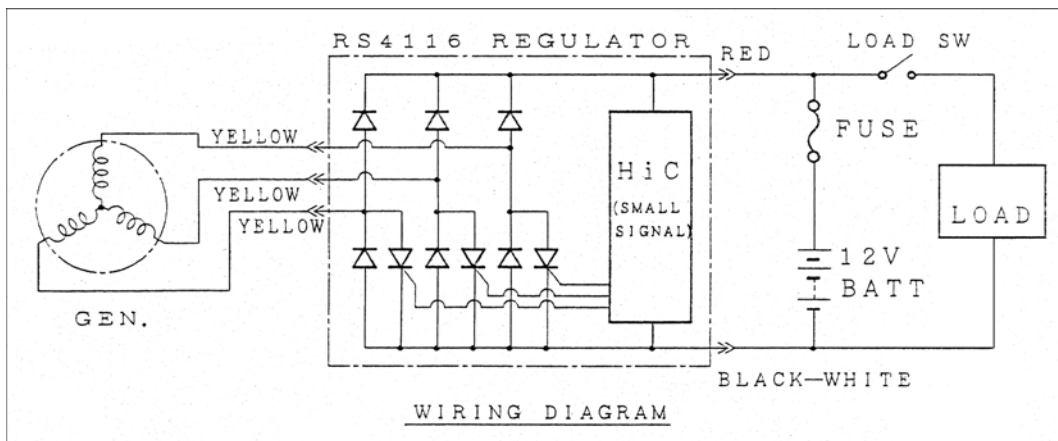 RS4116 REGULATOR
RED
LOAD SW
YELLOW
YELLOW
YELLOW
GEN.
HiC
(SMALL
SIGNAL)
FUSE
12V
BATT
LOAD
BLACK—WHITE
WIRING DIAGRAM